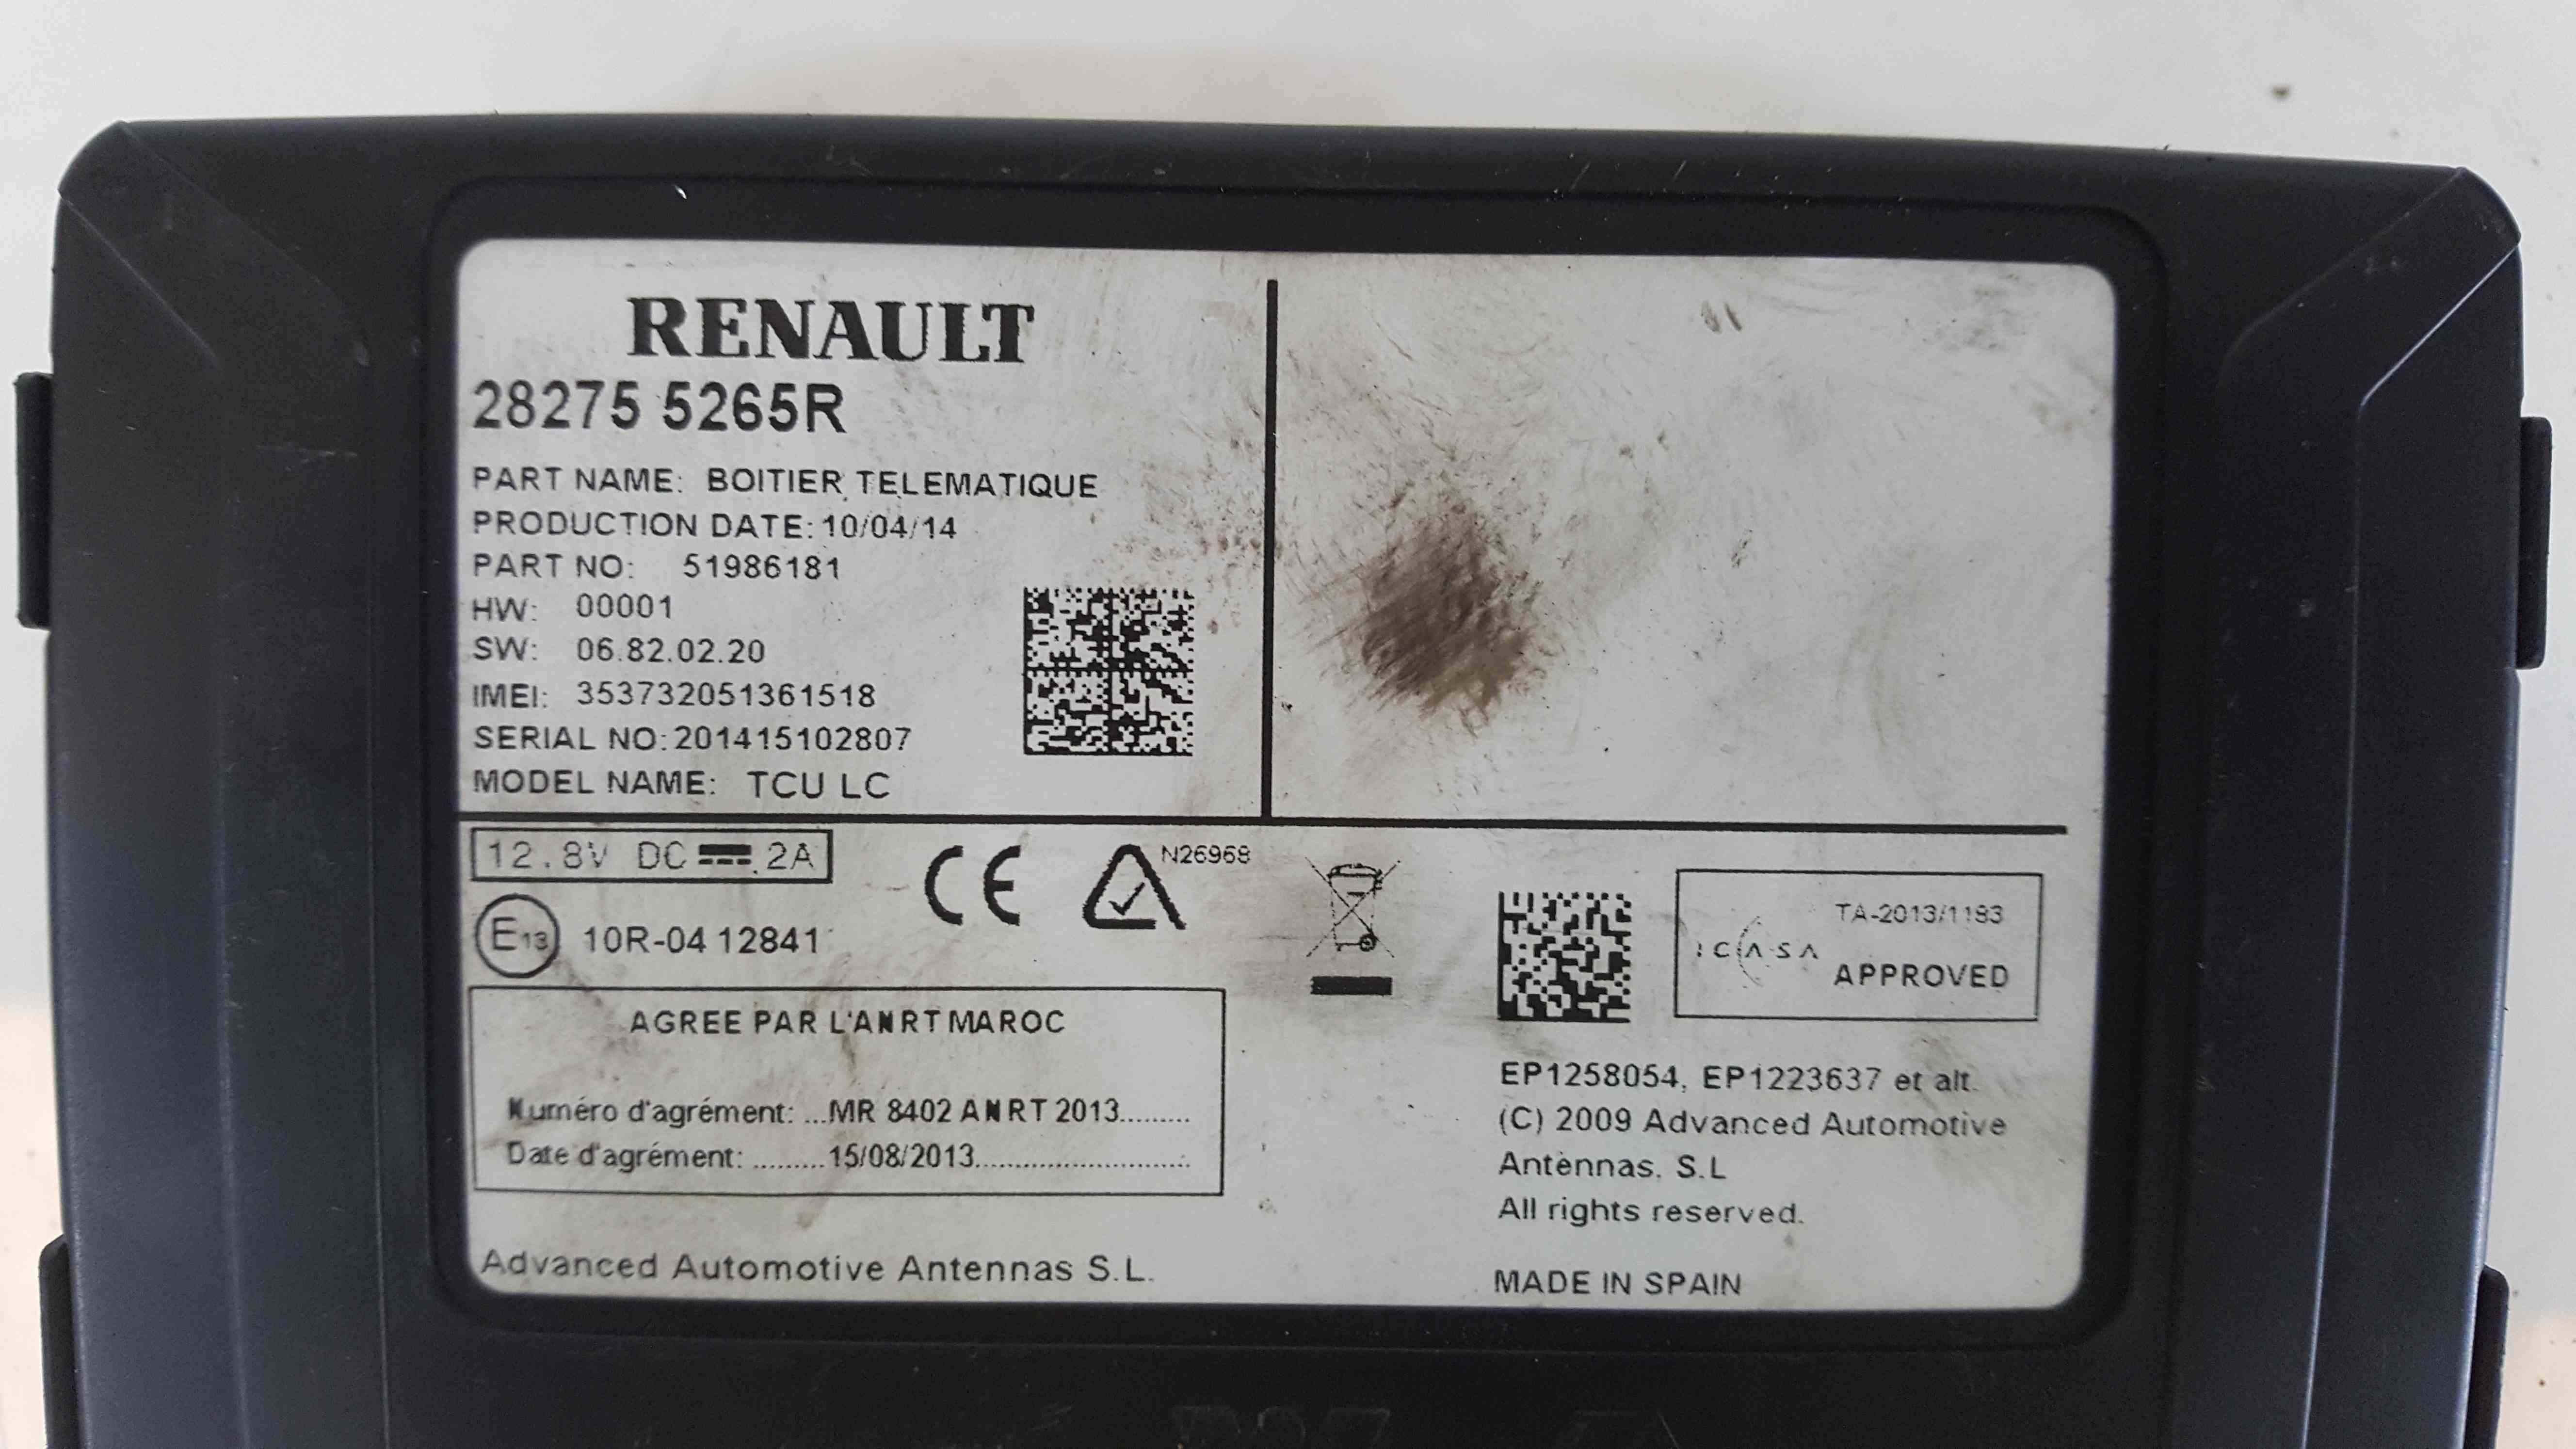 RENAULT
28275 5265R
PART NAME: BOITIER TELEMATIQUE
PRODUCTION DATE: 10/04/14
PART NO: 51986181
HW: 00001
SW: 06.82.02.20
IMEI: 353732051361518
SERIAL NO: 201415102807
MODEL NAME: TCU LC
12.8V DC 2A
CE
N26968
E13 10R-04 12841
TA-2013/1193
ICASA
APPROVED
AGREE PAR L'ANRT MAROC
Numéro d'agrément: ...MR 8402 ANRT 2013.........
Date d'agrément: .........15/08/2013...........................
EP1258054, EP1223637 et alt.
(C) 2009 Advanced Automotive
Antennas. S.L
All rights reserved.
Advanced Automotive Antennas S.L.
MADE IN SPAIN